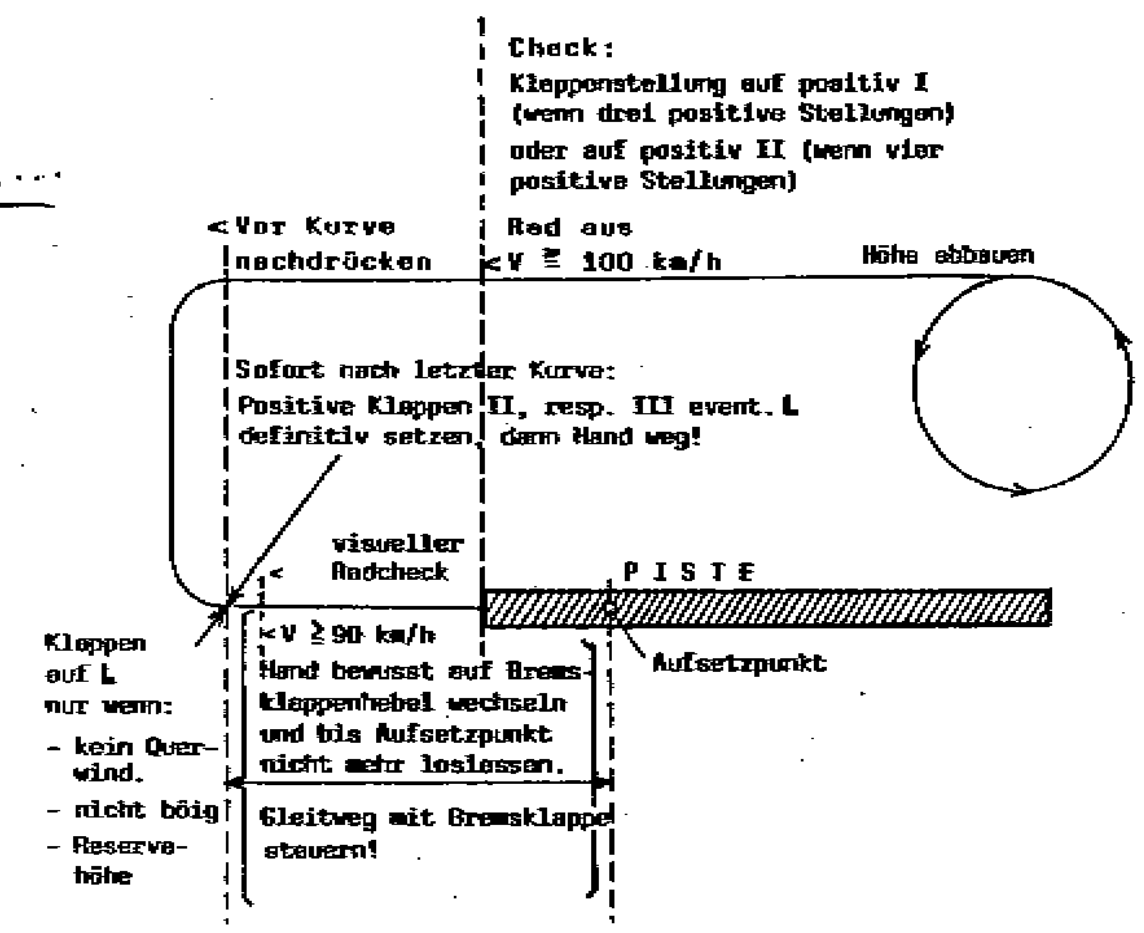 Check:
Klappenstellung auf positiv I
(wenn drei positive Stellungen)
oder auf positiv II (wenn vier
positive Stellungen)
<Vor Kurve
nachdrücken
Rad aus
<V ≧ 100 km/h
Höhe abbauen
Sofort nach letzter Kurve:
Positive Klappen II, resp. III event. L
definitiv setzen, dann Hand weg!
visueller
< Radcheck
PISTE
<V ≧ 90 km/h
Aufsetzpunkt
Hand bewusst auf Brems-
klappenhebel wechseln
und bis Aufsetzpunkt
nicht mehr loslassen.
Gleitweg mit Bremsklappe
steuern!
Klappen
auf L
nur wenn:
- kein Quer-
wind.
- nicht böig
- Reserve-
höhe